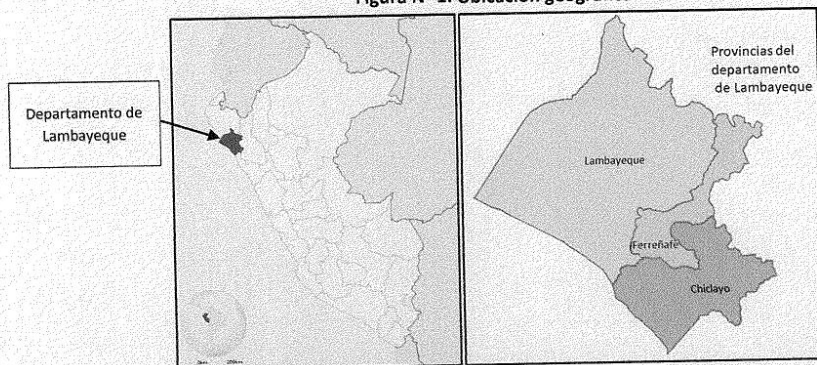 Departamento de
Lambayeque
Provincias del
departamento
de Lambayeque
Lambayeque
Ferreñafe
Chiclayo